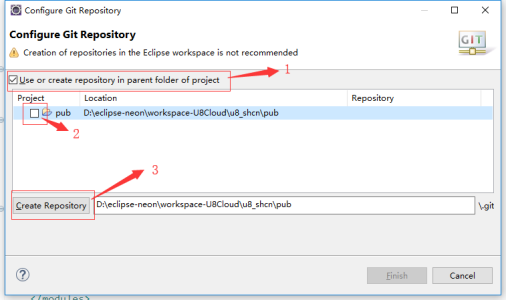 Configure Git Repository
Configure Git Repository
Creation of repositories in the Eclipse workspace is not recommended
GIT
Use or create repository in parent folder of project
1
Project Location Repository
pub D:\eclipse-neon\workspace-U8Cloud\u8_shcn\pub
2
3
Create Repository D:\eclipse-neon\workspace-U8Cloud\u8_shcn\pub \.git
Finish Cancel
</modules>